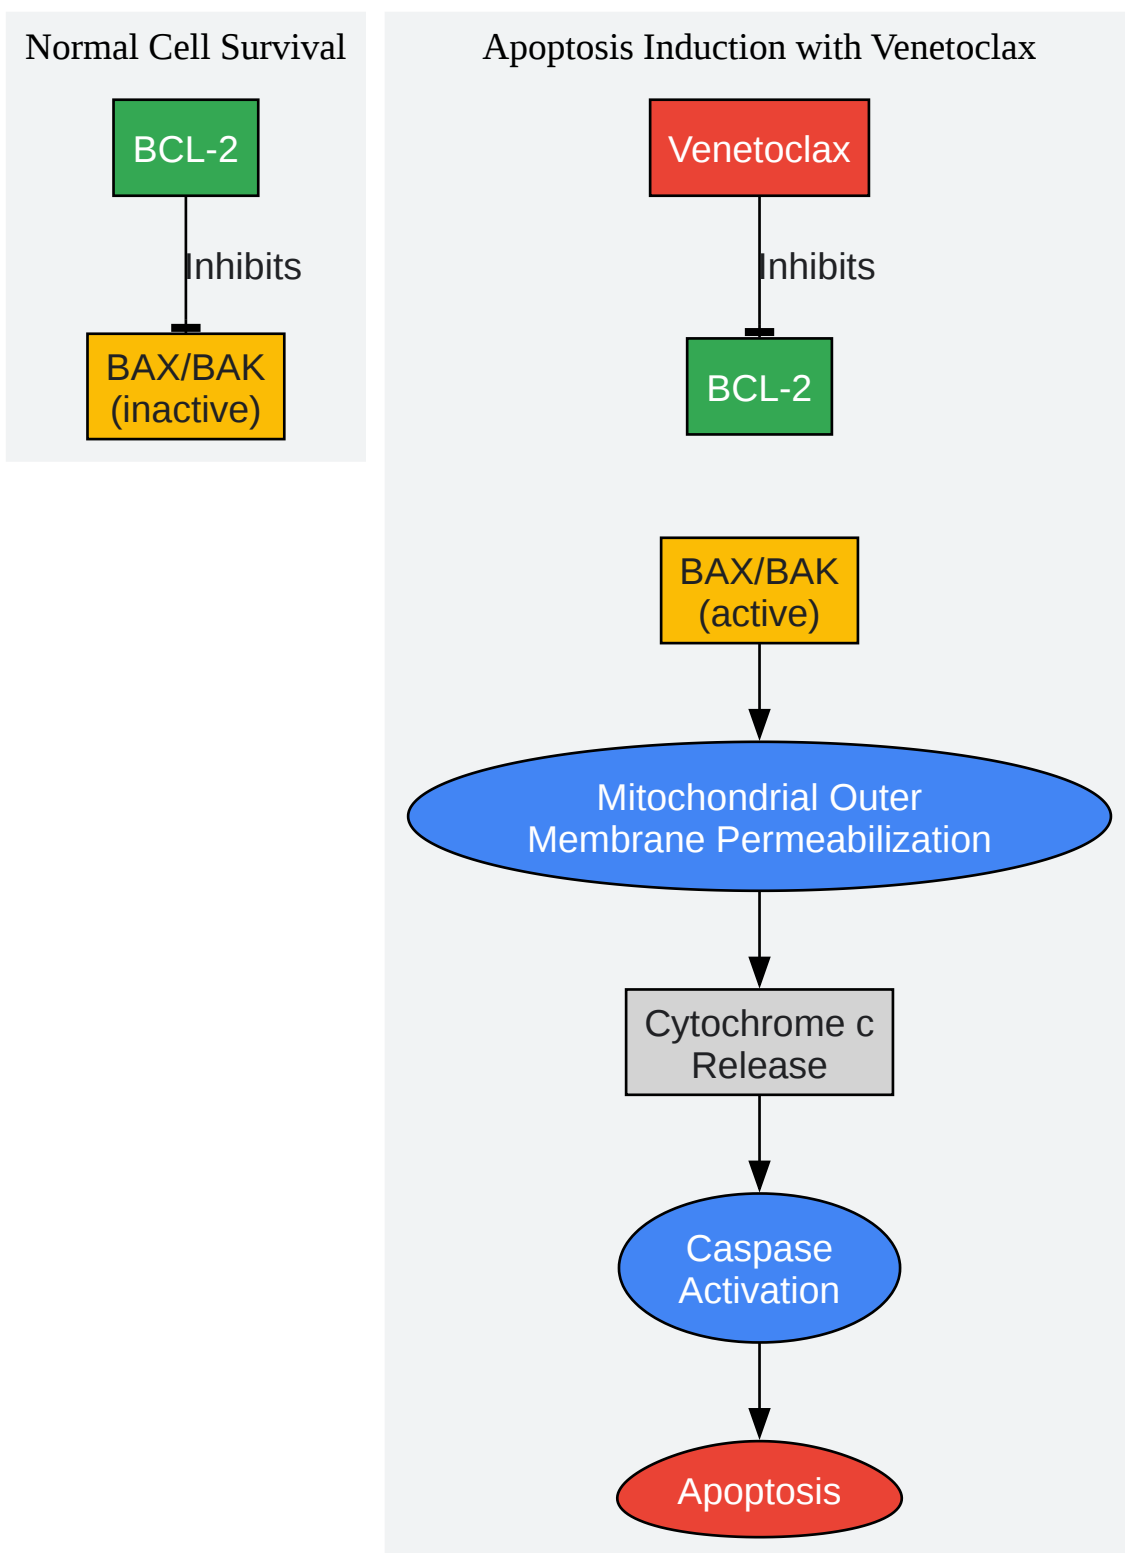 Normal Cell Survival
BCL-2
Inhibits
BAX/BAK
(inactive)
Apoptosis Induction with Venetoclax
Venetoclax
Inhibits
BCL-2
BAX/BAK
(active)
Mitochondrial Outer
Membrane Permeabilization
Cytochrome c
Release
Caspase
Activation
Apoptosis